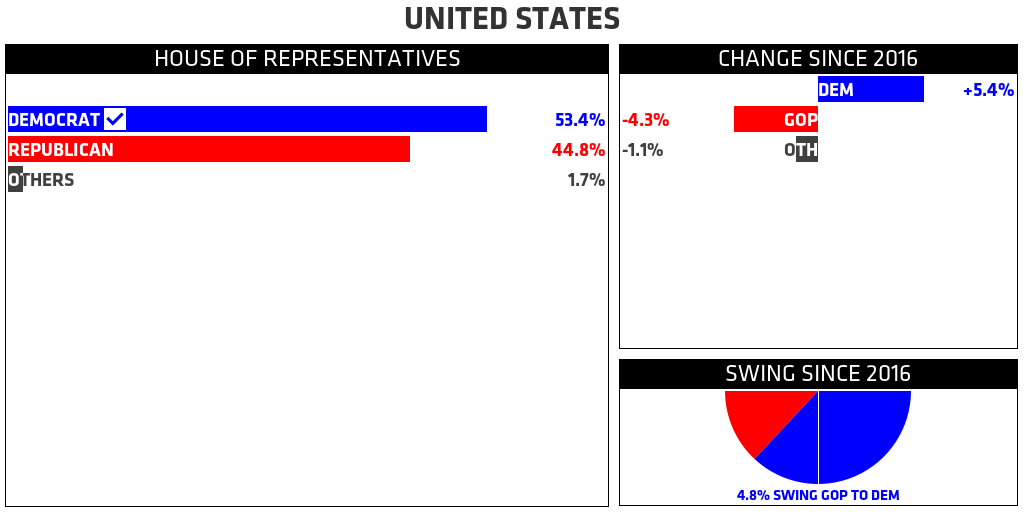 UNITED STATES
HOUSE OF REPRESENTATIVES
DEMOCRAT 53.4%
REPUBLICAN 44.8%
OTHERS 1.7%
CHANGE SINCE 2016
DEM +5.4%
-4.3% GOP
-1.1% OTH
SWING SINCE 2016
4.8% SWING GOP TO DEM